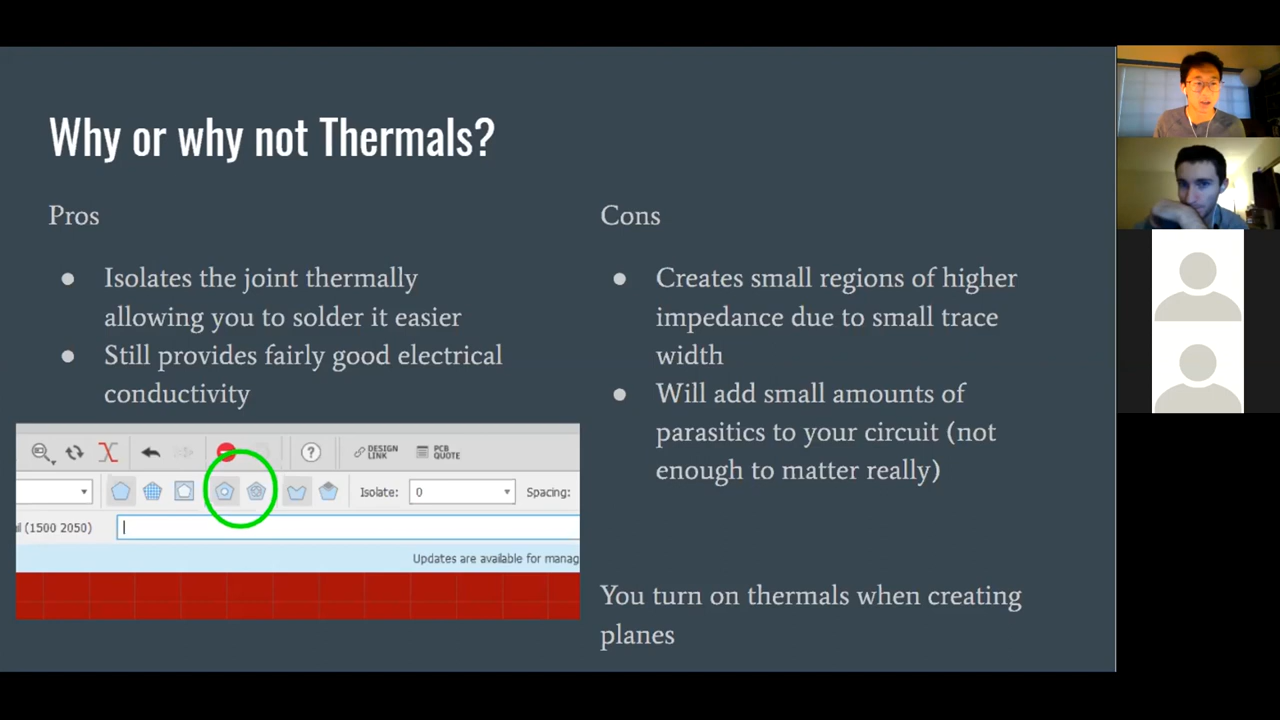 Why or why not Thermals?
Pros
Isolates the joint thermally
allowing you to solder it easier
Still provides fairly good electrical
conductivity
Cons
Creates small regions of higher
impedance due to small trace
width
Will add small amounts of
parasitics to your circuit (not
enough to matter really)
DESIGN
LINK
PCB
QUOTE
?
Isolate: 0 Spacing:
(1500 2050)
Updates are available for manag
You turn on thermals when creating
planes